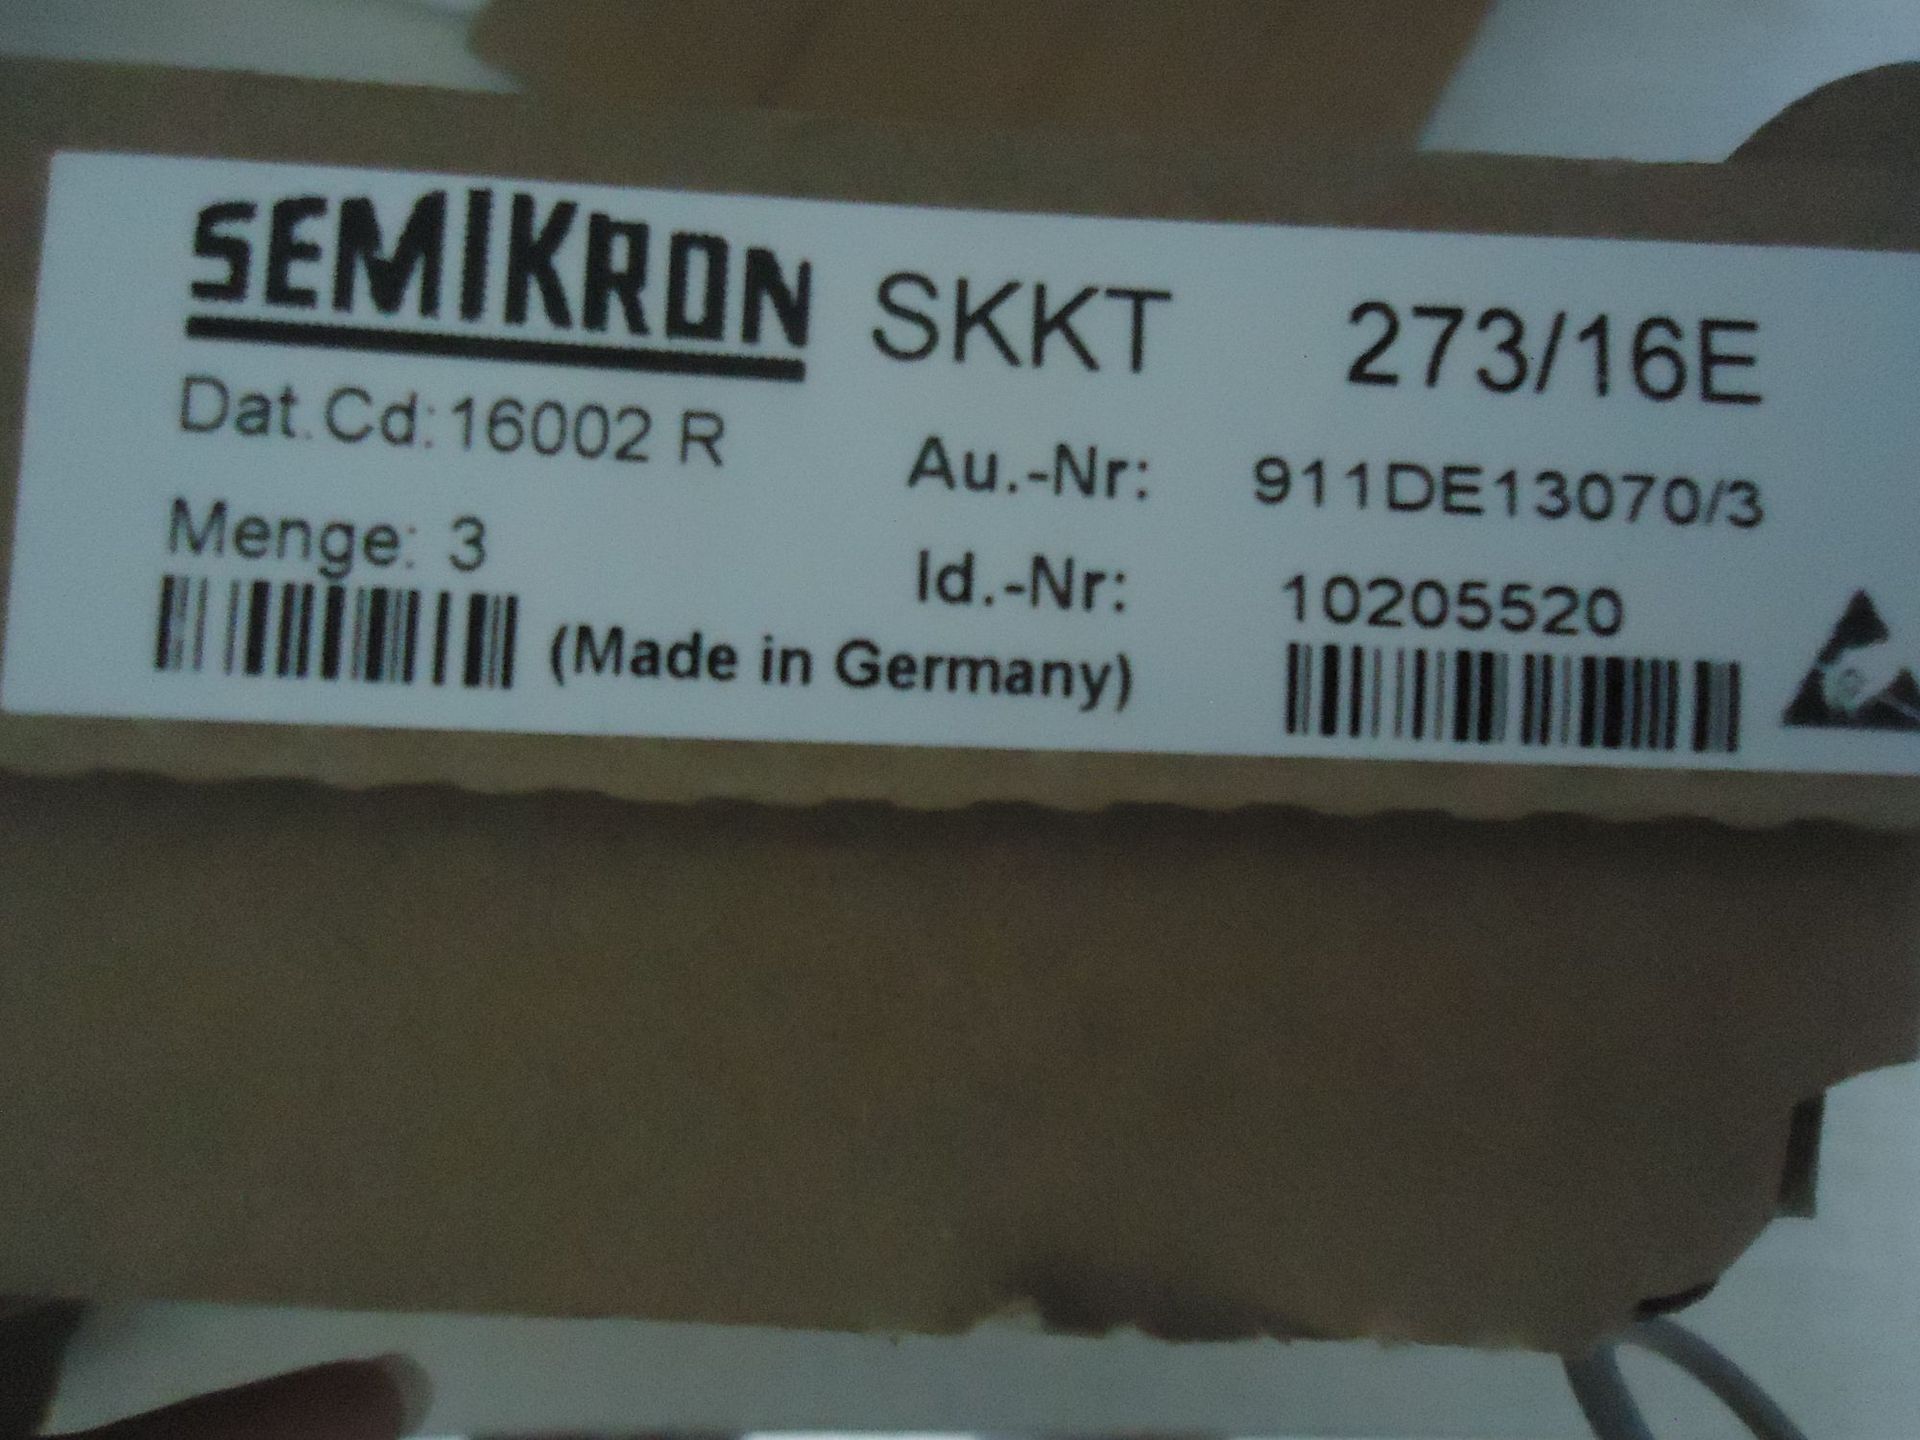 SEMIKRON SKKT 273/16E
Dat.Cd: 16002 R
Au.-Nr: 911DE13070/3
Menge: 3
Id.-Nr: 10205520
(Made in Germany)